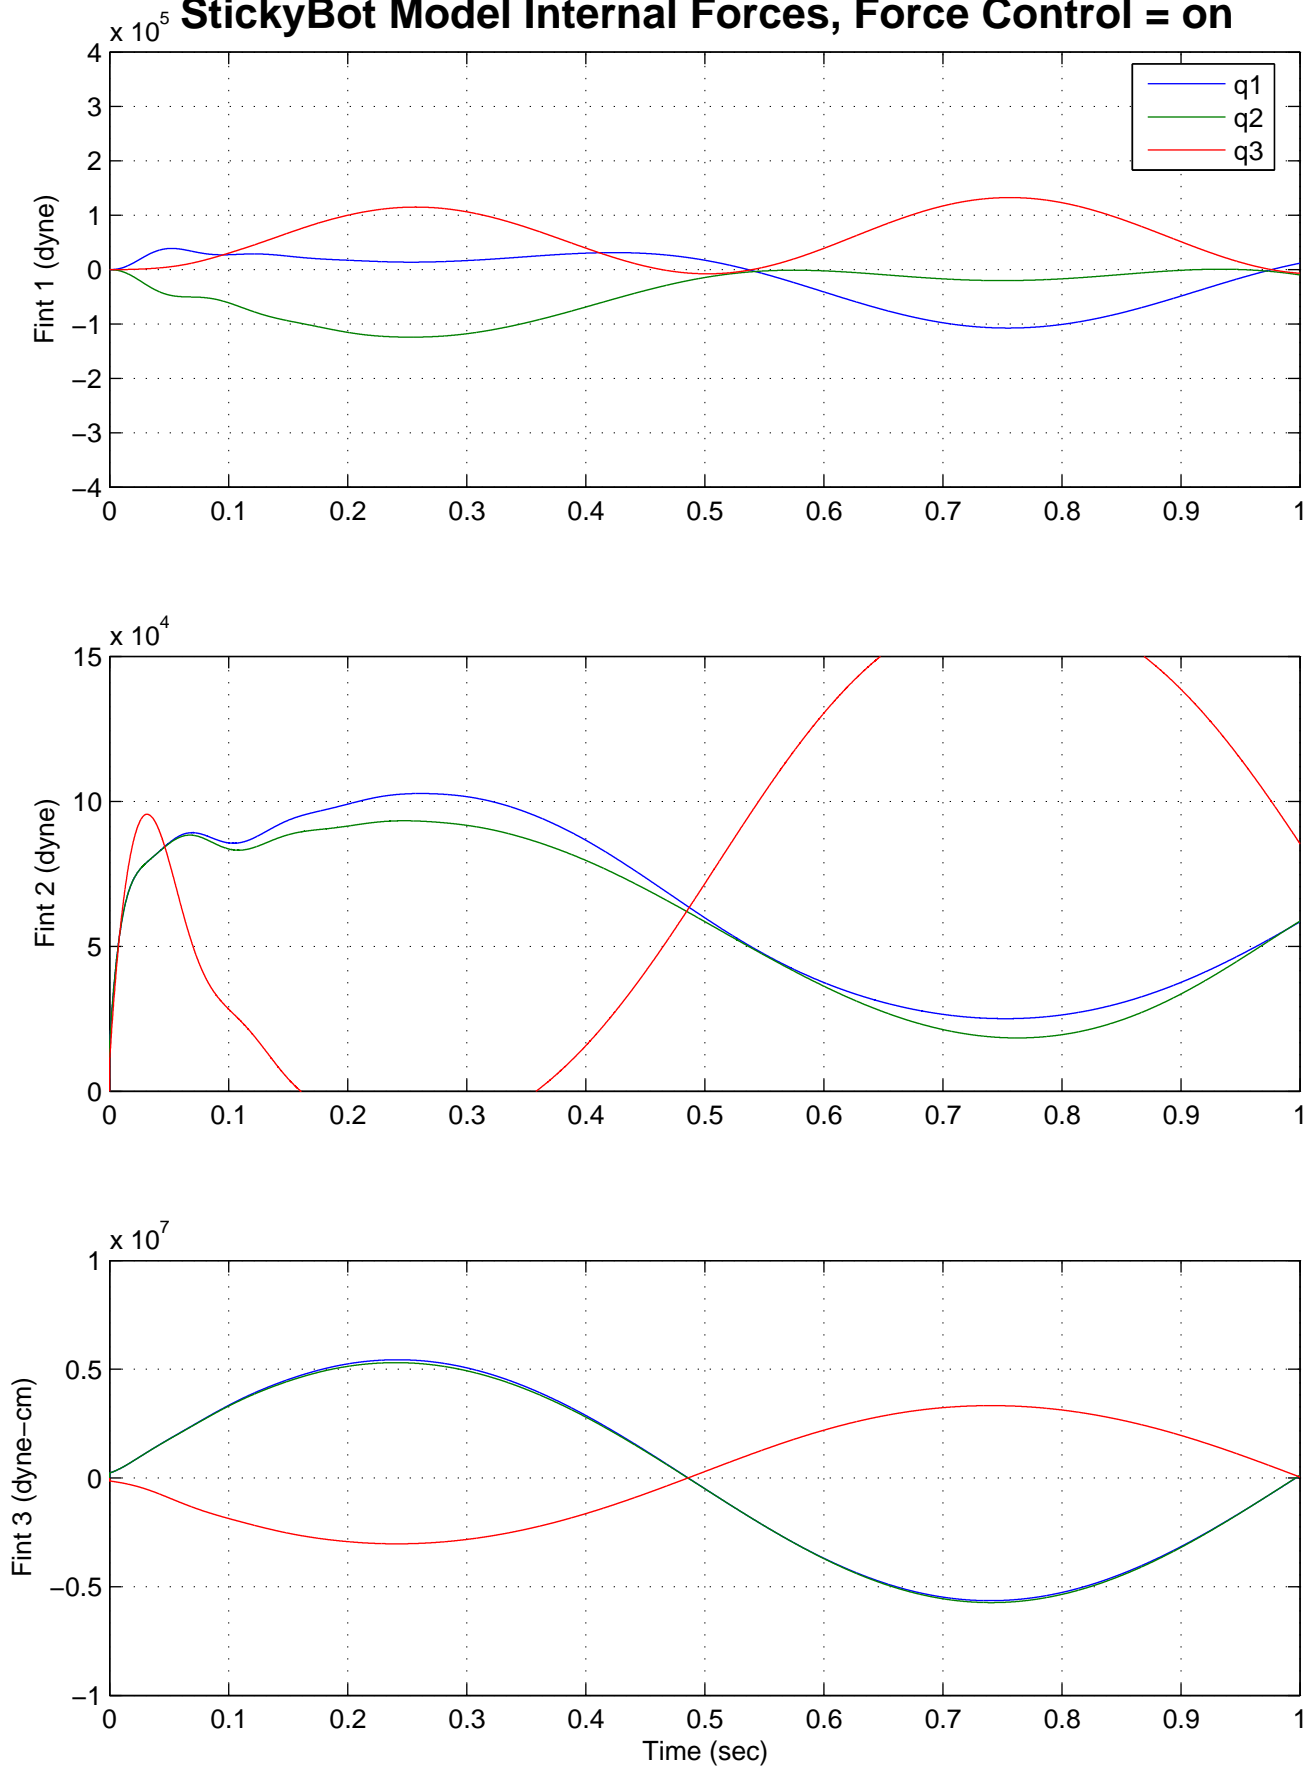 StickyBot Model Internal Forces, Force Control = on
x 10^5
4
3
2
1
0
−1
−2
−3
−4
Fint 1 (dyne)
q1
q2
q3
0 0.1 0.2 0.3 0.4 0.5 0.6 0.7 0.8 0.9 1
x 10^4
15
10
5
0
Fint 2 (dyne)
0 0.1 0.2 0.3 0.4 0.5 0.6 0.7 0.8 0.9 1
x 10^7
1
0.5
0
−0.5
−1
Fint 3 (dyne−cm)
0 0.1 0.2 0.3 0.4 0.5 0.6 0.7 0.8 0.9 1
Time (sec)